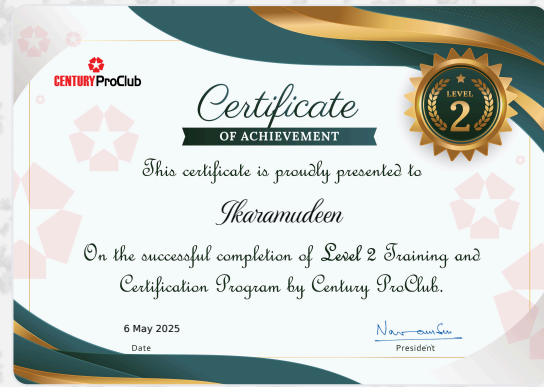 CENTURY ProClub
LEVEL
2
Certificate
OF ACHIEVEMENT
This certificate is proudly presented to
Ikaramudeen
On the successful completion of Level 2 Training and
Certification Program by Century ProClub.
6 May 2025
Date
President